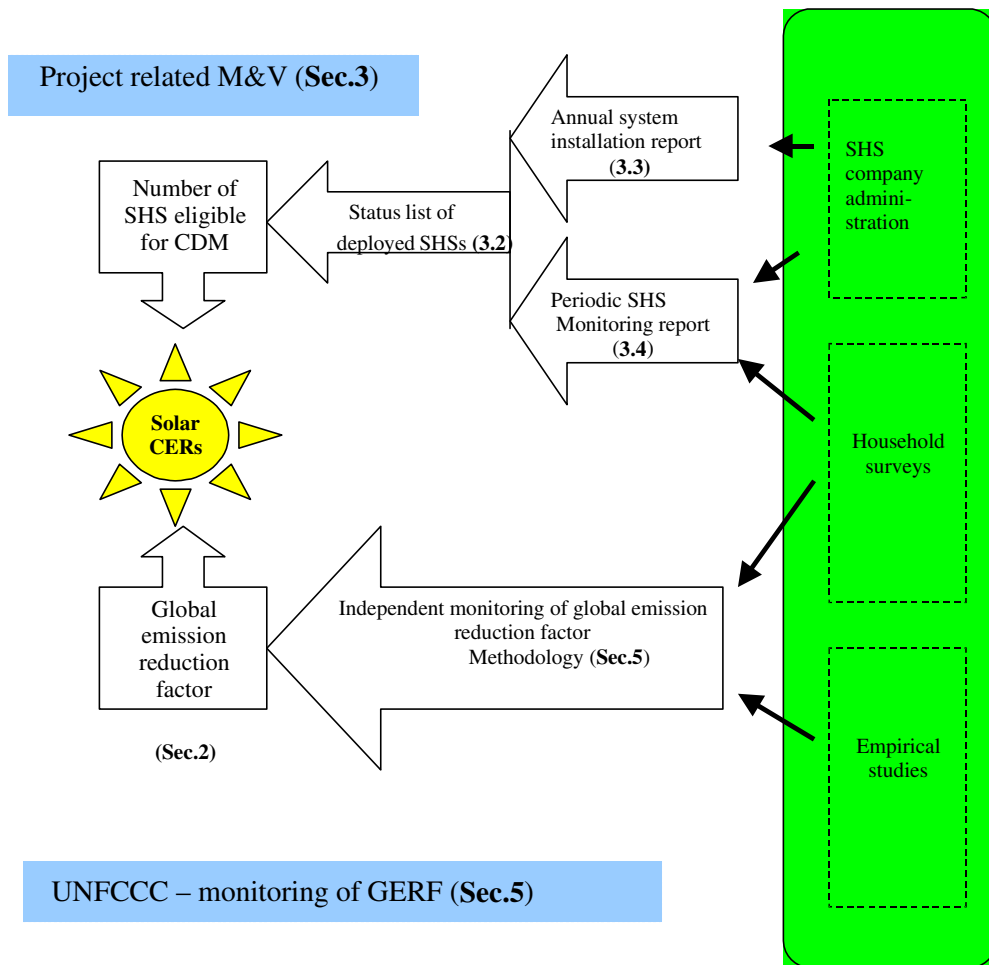 Project related M&V (Sec.3)
Annual system
installation report
(3.3)
SHS
company
admini-
stration
Number of
SHS eligible
for CDM
Status list of
deployed SHSs (3.2)
Periodic SHS
Monitoring report
(3.4)
Solar
CERs
Household
surveys
Global
emission
reduction
factor
(Sec.2)
Independent monitoring of global emission
reduction factor
Methodology (Sec.5)
Empirical
studies
UNFCCC – monitoring of GERF (Sec.5)